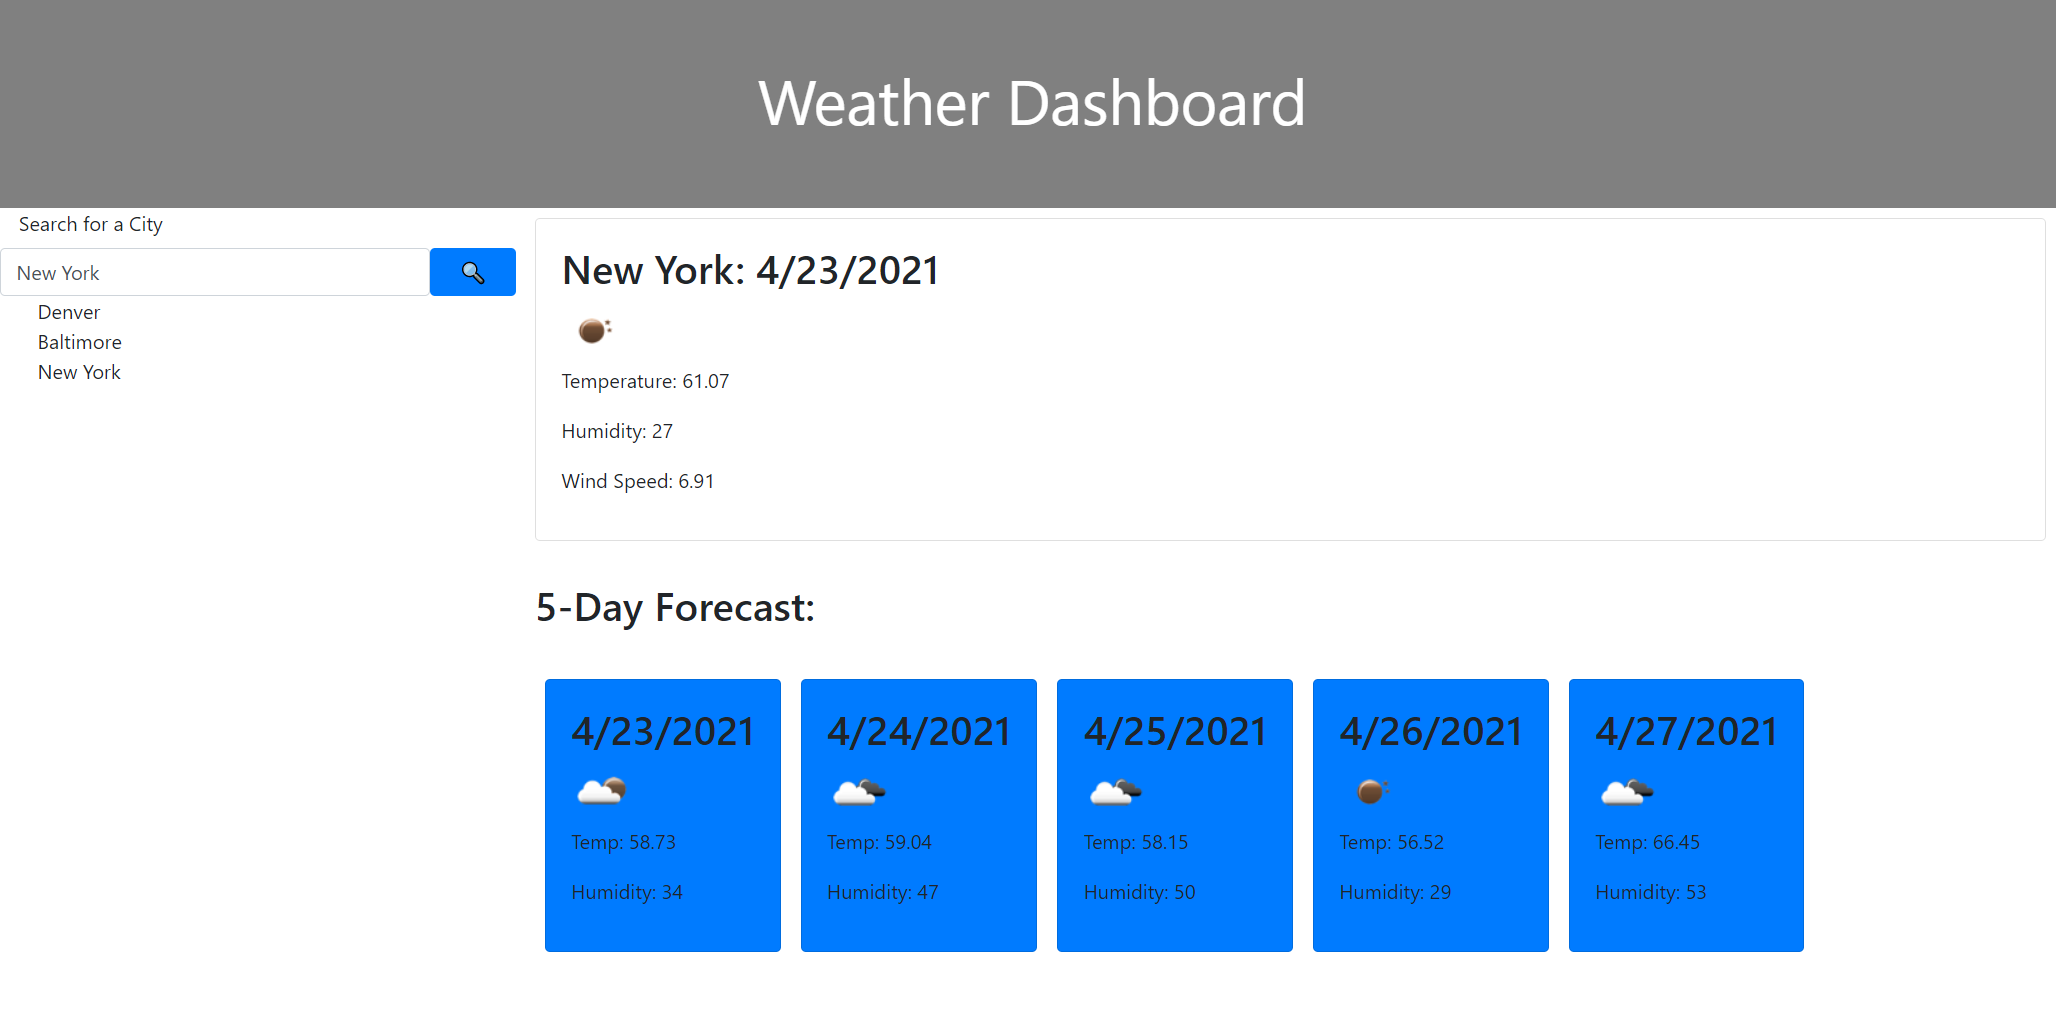 Weather Dashboard
Search for a City
New York
Denver
Baltimore
New York
New York: 4/23/2021
Temperature: 61.07
Humidity: 27
Wind Speed: 6.91
5-Day Forecast:
4/23/2021
Temp: 58.73
Humidity: 34
4/24/2021
Temp: 59.04
Humidity: 47
4/25/2021
Temp: 58.15
Humidity: 50
4/26/2021
Temp: 56.52
Humidity: 29
4/27/2021
Temp: 66.45
Humidity: 53